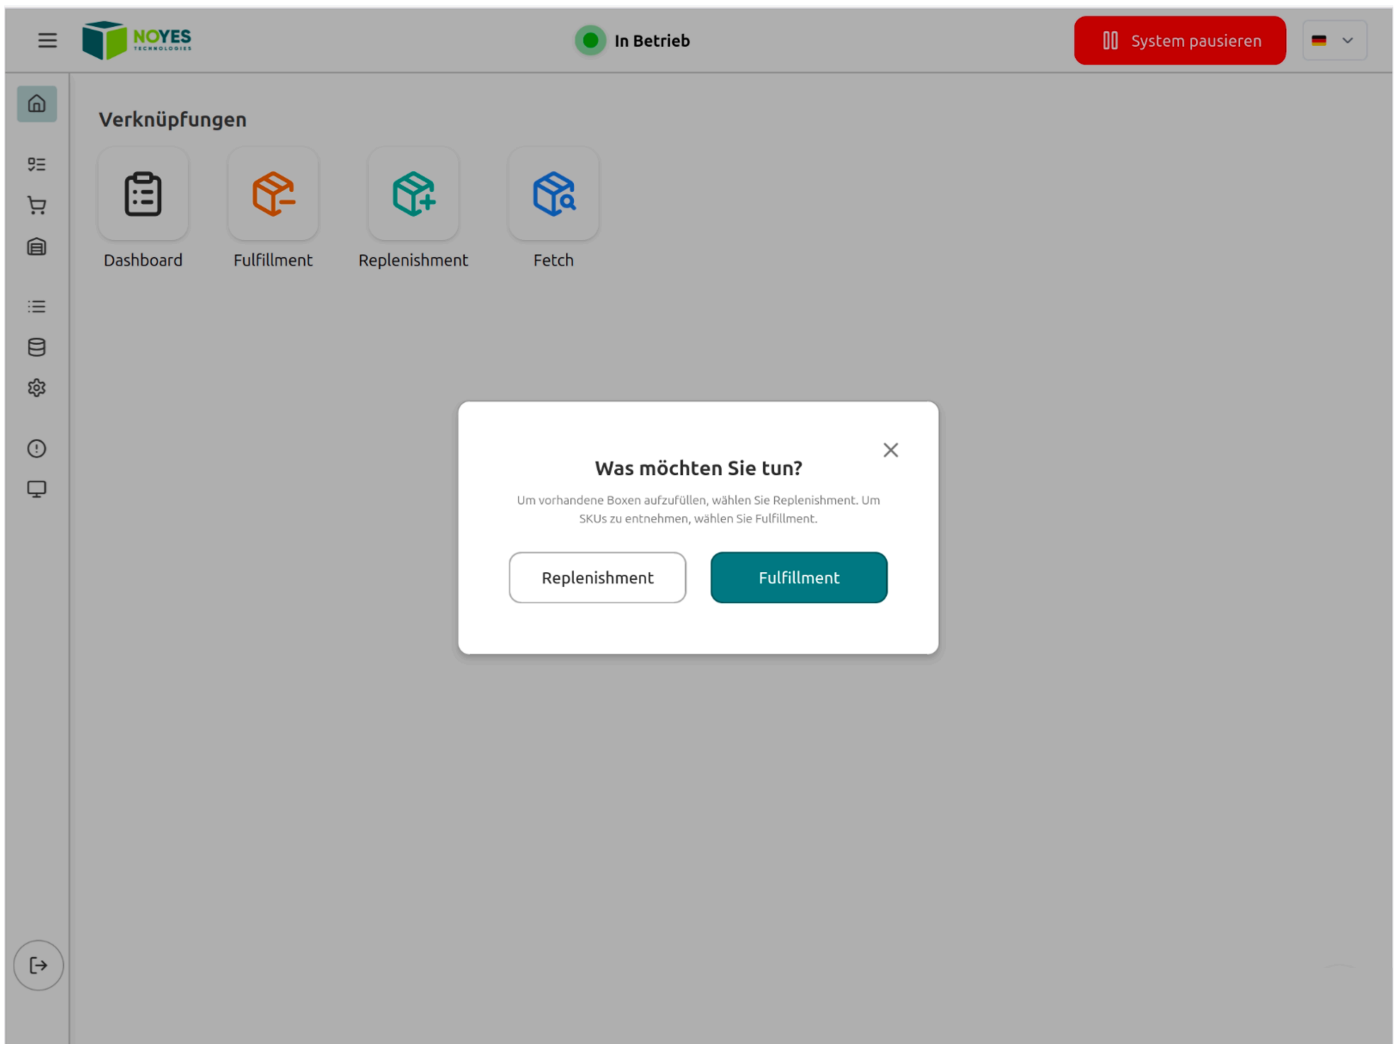 NOYES
TECHNOLOGIES
In Betrieb
System pausieren
Verknüpfungen
Dashboard
Fulfillment
Replenishment
Fetch
Was möchten Sie tun?
Um vorhandene Boxen aufzufüllen, wählen Sie Replenishment. Um
SKUs zu entnehmen, wählen Sie Fulfillment.
Replenishment
Fulfillment